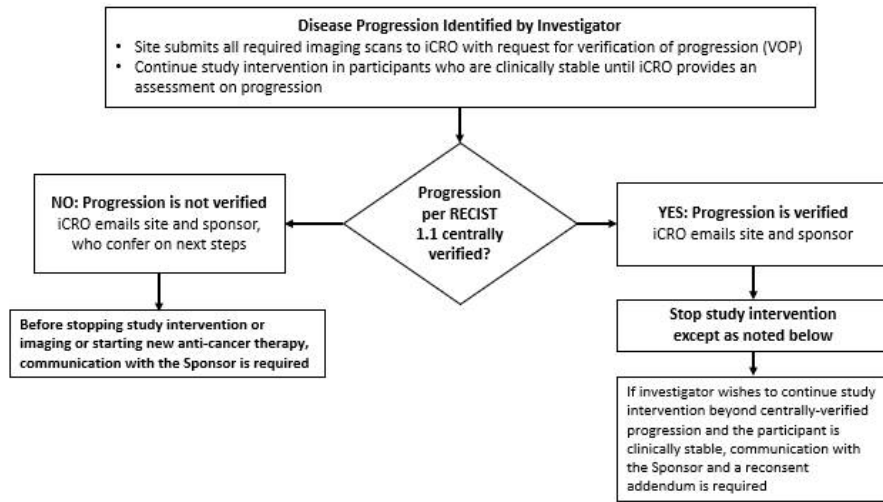 Disease Progression Identified by Investigator
• Site submits all required imaging scans to iCRO with request for verification of progression (VOP)
• Continue study intervention in participants who are clinically stable until iCRO provides an
assessment on progression
Progression
per RECIST
1.1 centrally
verified?
NO: Progression is not verified
iCRO emails site and sponsor,
who confer on next steps
Before stopping study intervention or
imaging or starting new anti-cancer therapy,
communication with the Sponsor is required
YES: Progression is verified
iCRO emails site and sponsor
Stop study intervention
except as noted below
If investigator wishes to continue study
intervention beyond centrally-verified
progression and the participant is
clinically stable, communication with
the Sponsor and a reconsent
addendum is required